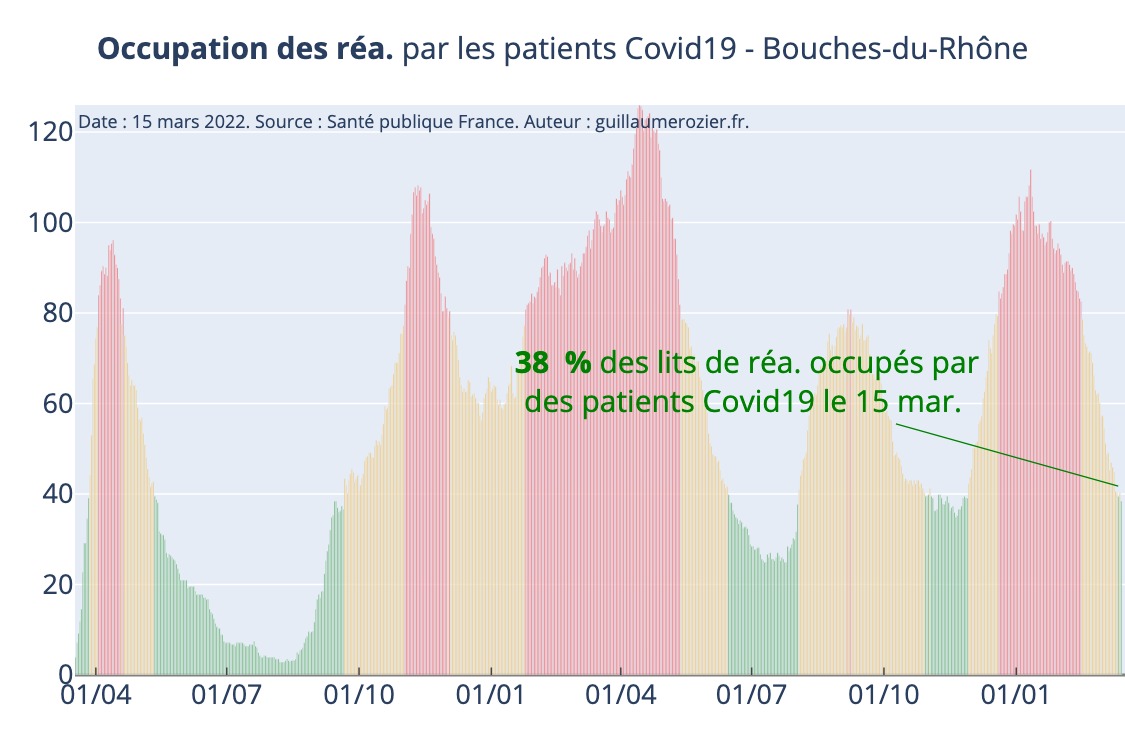 Occupation des réa. par les patients Covid19 - Bouches-du-Rhône
Date : 15 mars 2022. Source : Santé publique France. Auteur : guillaumerozier.fr.
120
100
80
60
40
20
0
38 % des lits de réa. occupés par
des patients Covid19 le 15 mar.
01/04 01/07 01/10 01/01 01/04 01/07 01/10 01/01